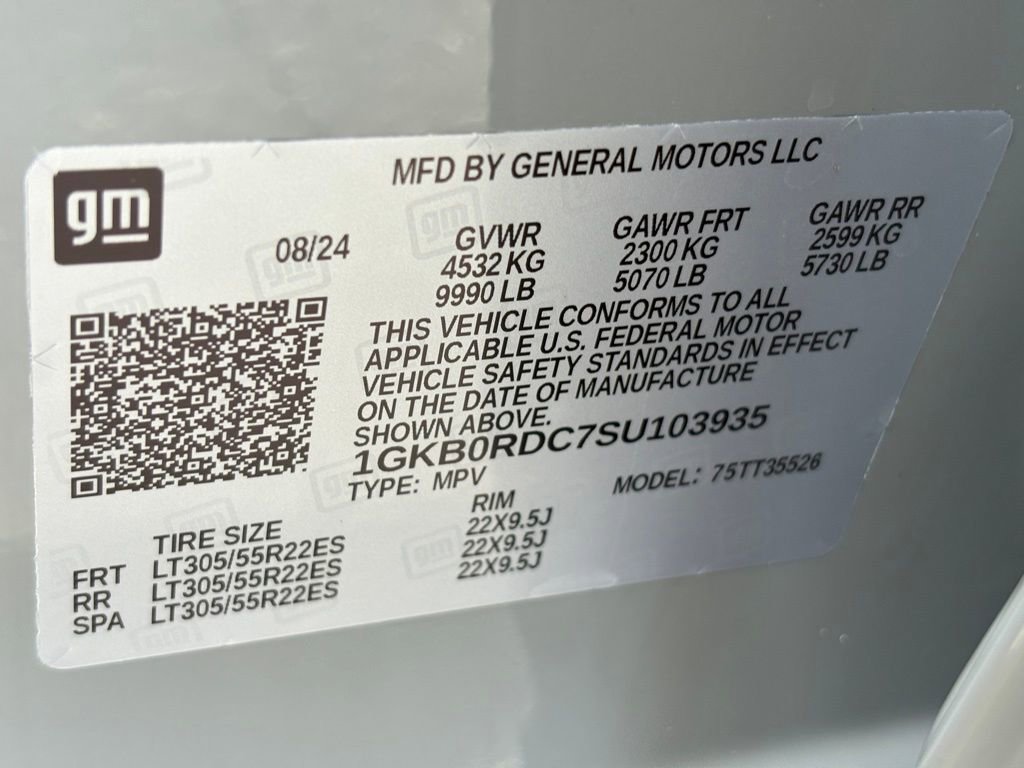 gm
MFD BY GENERAL MOTORS LLC
08/24
GVWR GAWR FRT GAWR RR
4532 KG 2300 KG 2599 KG
9990 LB 5070 LB 5730 LB
THIS VEHICLE CONFORMS TO ALL
APPLICABLE U.S. FEDERAL MOTOR
VEHICLE SAFETY STANDARDS IN EFFECT
ON THE DATE OF MANUFACTURE
SHOWN ABOVE.
1GKB0RDC7SU103935
TYPE: MPV MODEL: 75TT35526
TIRE SIZE RIM
FRT LT305/55R22ES 22X9.5J
RR LT305/55R22ES 22X9.5J
SPA LT305/55R22ES 22X9.5J